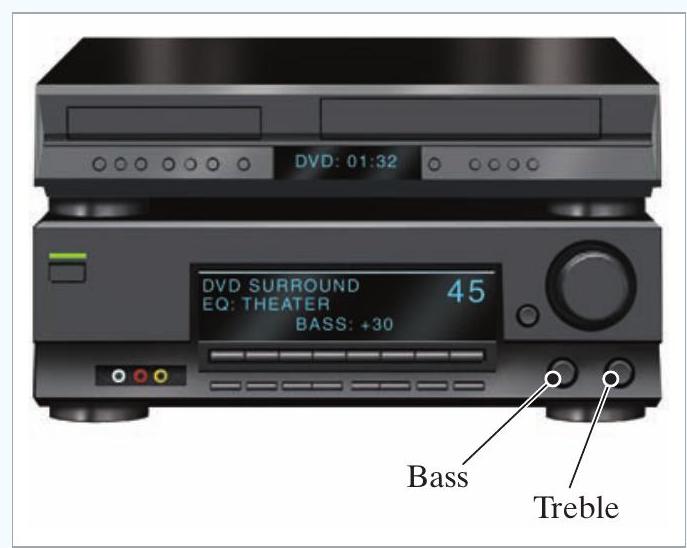 DVD: 01:32
DVD SURROUND
45
EQ: THEATER
BASS: +30
Bass
Treble